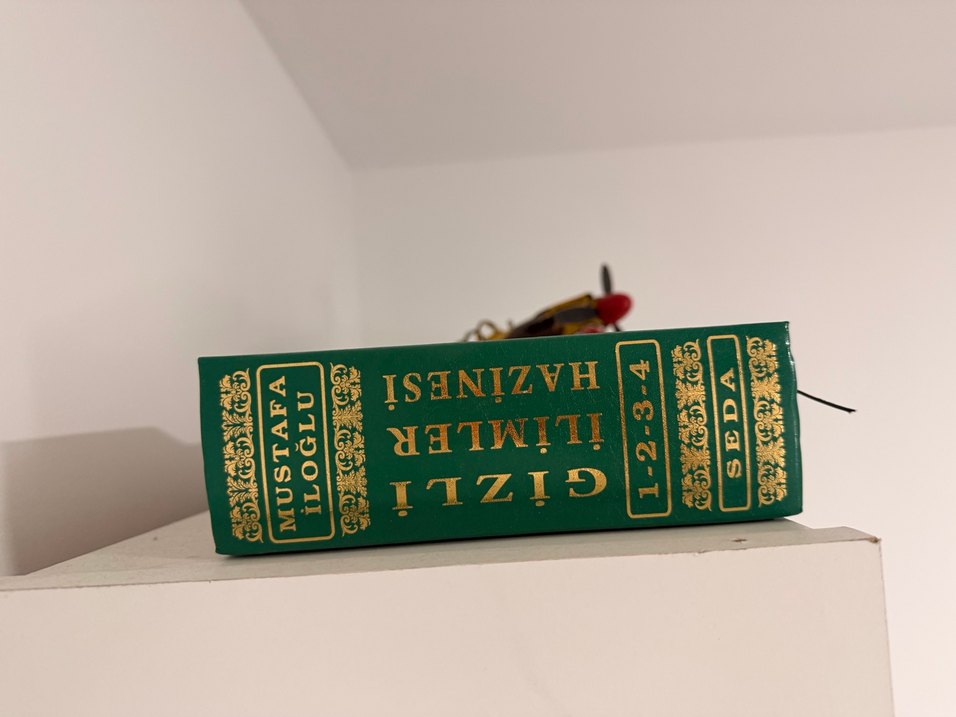 MUSTAFA
İLOĞLU
GİZLİ
İLİMLER
HAZİNESİ
1-2-3-4
SEDA